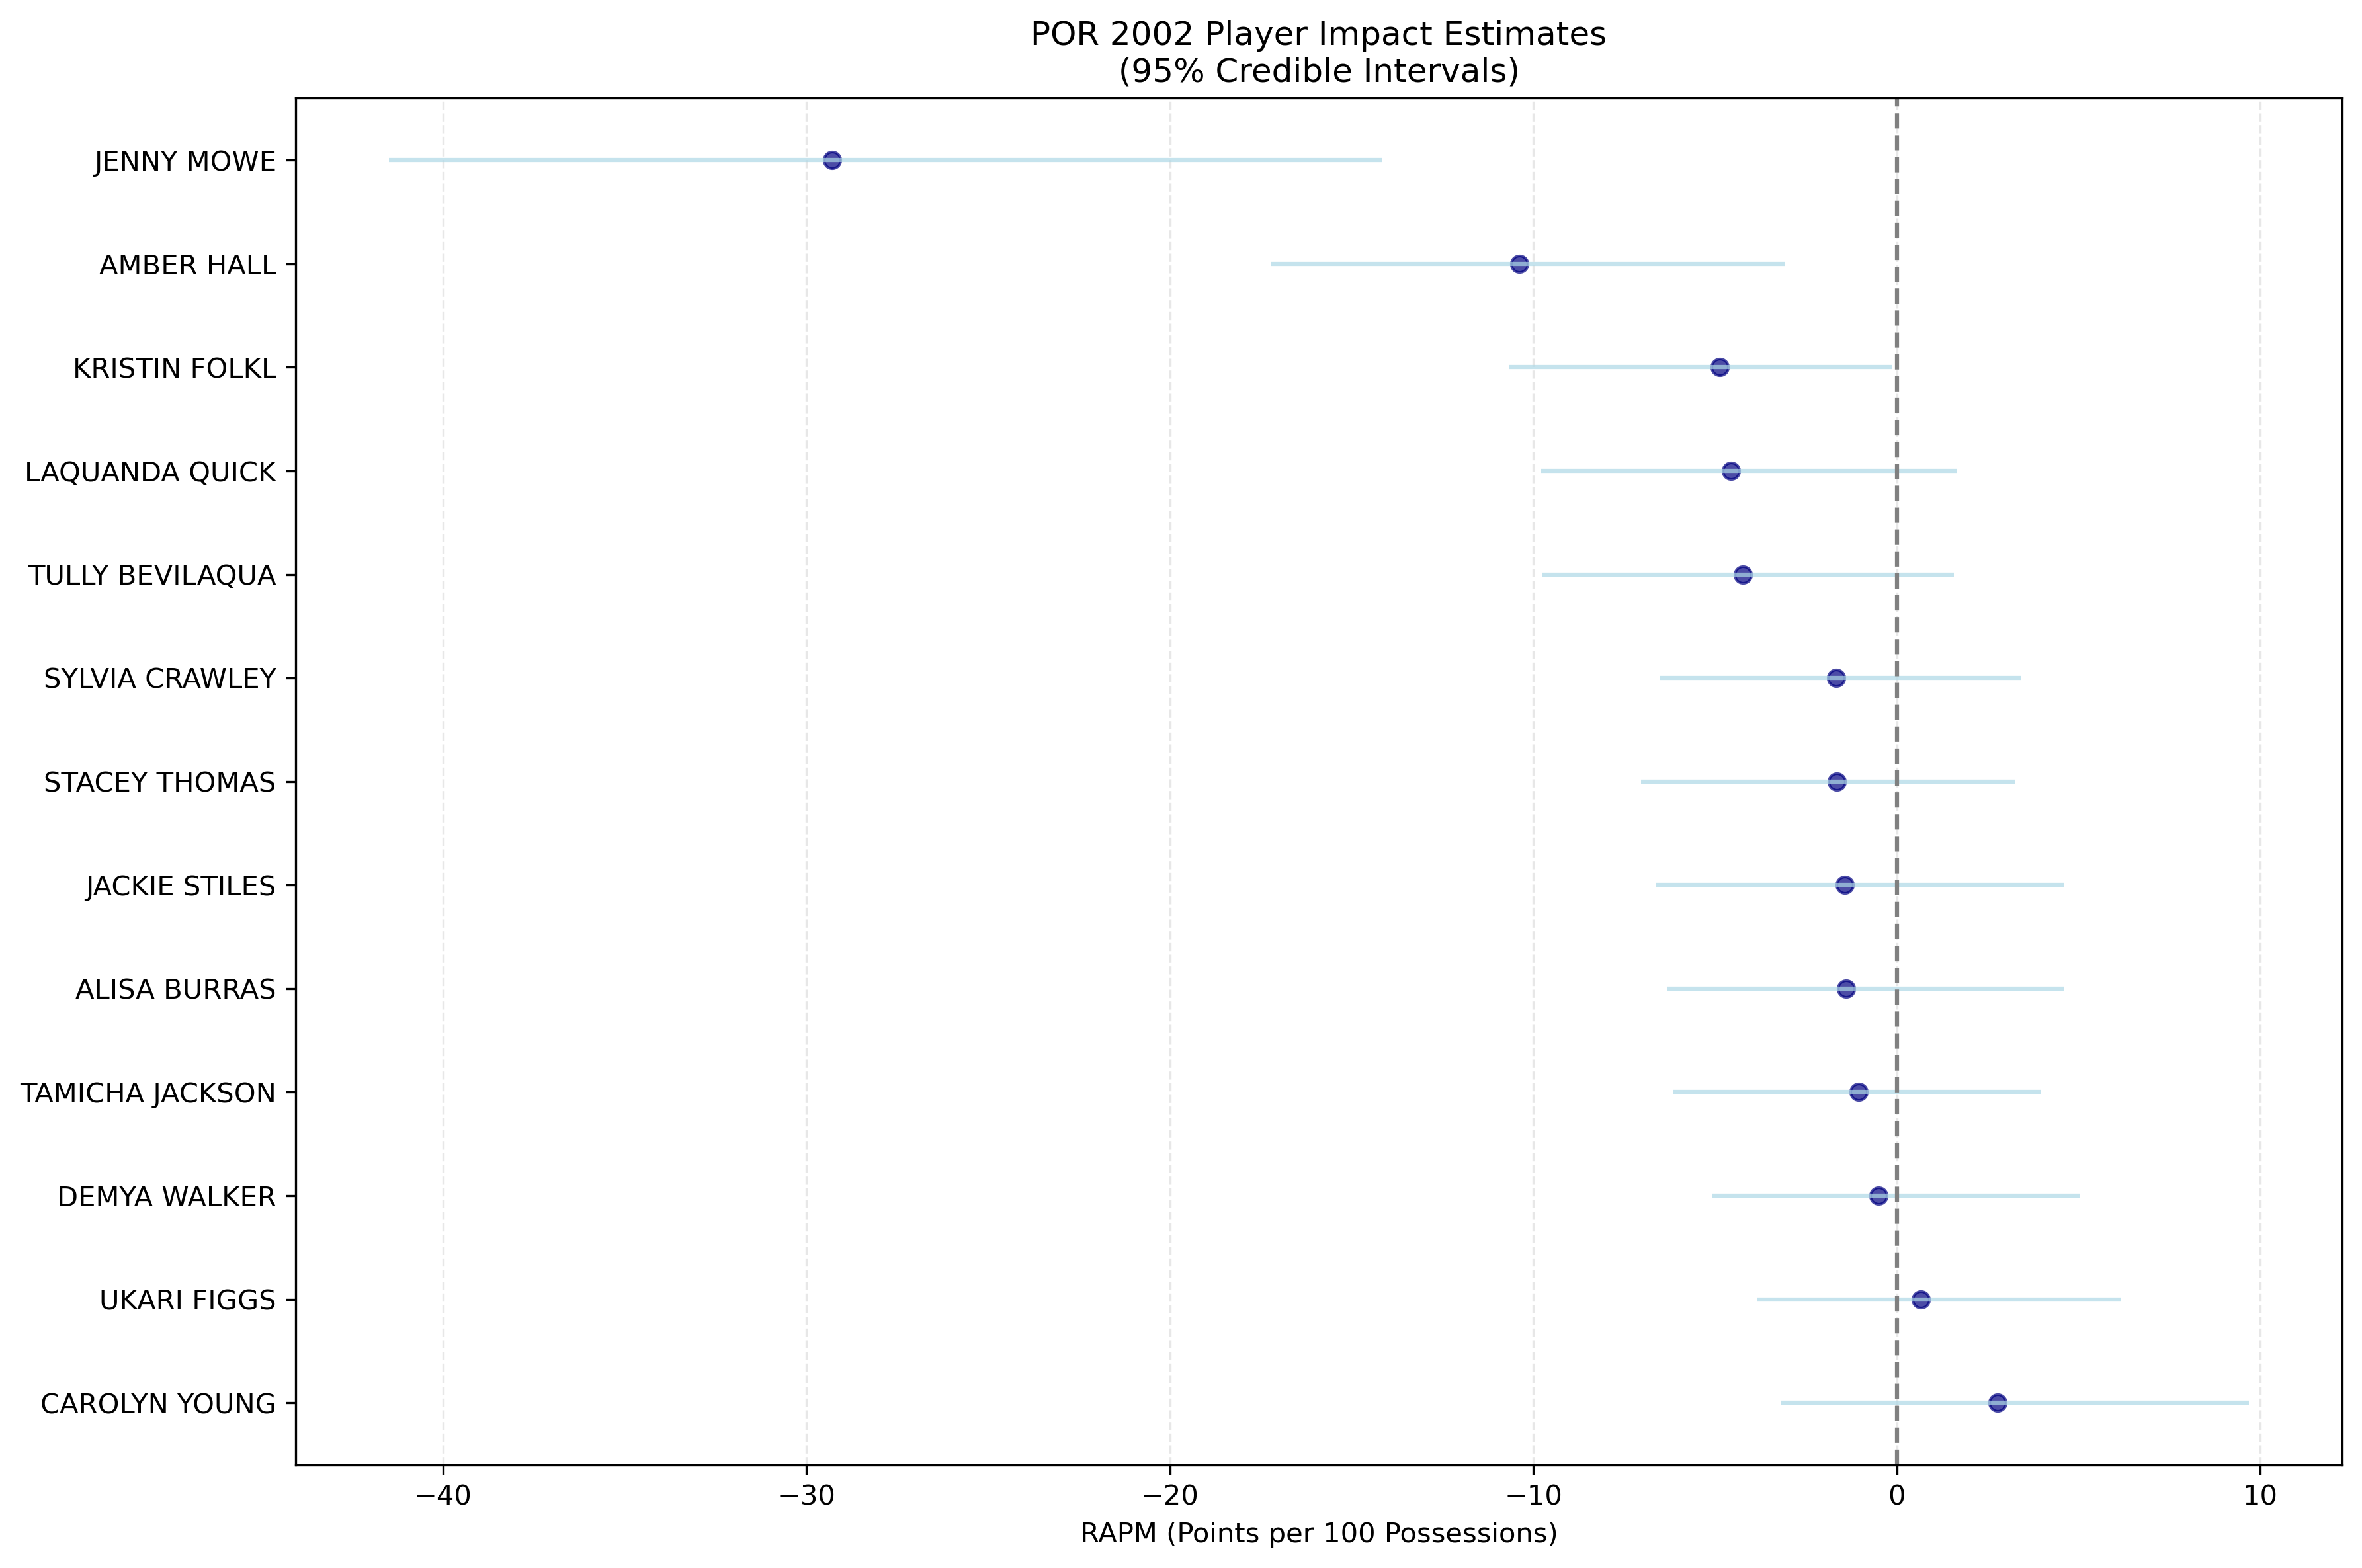 POR 2002 Player Impact Estimates
(95% Credible Intervals)
JENNY MOWE
AMBER HALL
KRISTIN FOLKL
LAQUANDA QUICK
TULLY BEVILAQUA
SYLVIA CRAWLEY
STACEY THOMAS
JACKIE STILES
ALISA BURRAS
TAMICHA JACKSON
DEMYA WALKER
UKARI FIGGS
CAROLYN YOUNG
−40 −30 −20 −10 0 10
RAPM (Points per 100 Possessions)